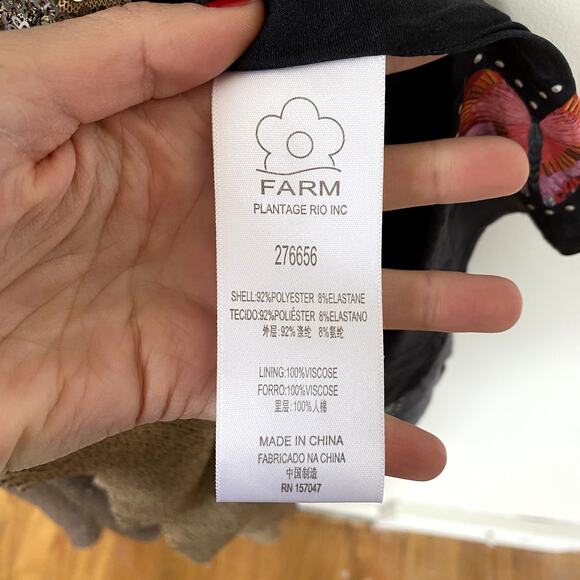 FARM
PLANTAGE RIO INC
276656
SHELL:92%POLYESTER 8%ELASTANE
TECIDO:92%POLIÉSTER 8%ELASTANO
外层:92%涤纶 8%氨纶
LINING:100%VISCOSE
FORRO:100%VISCOSE
里层:100%人棉
MADE IN CHINA
FABRICADO NA CHINA
中国制造
RN 157047